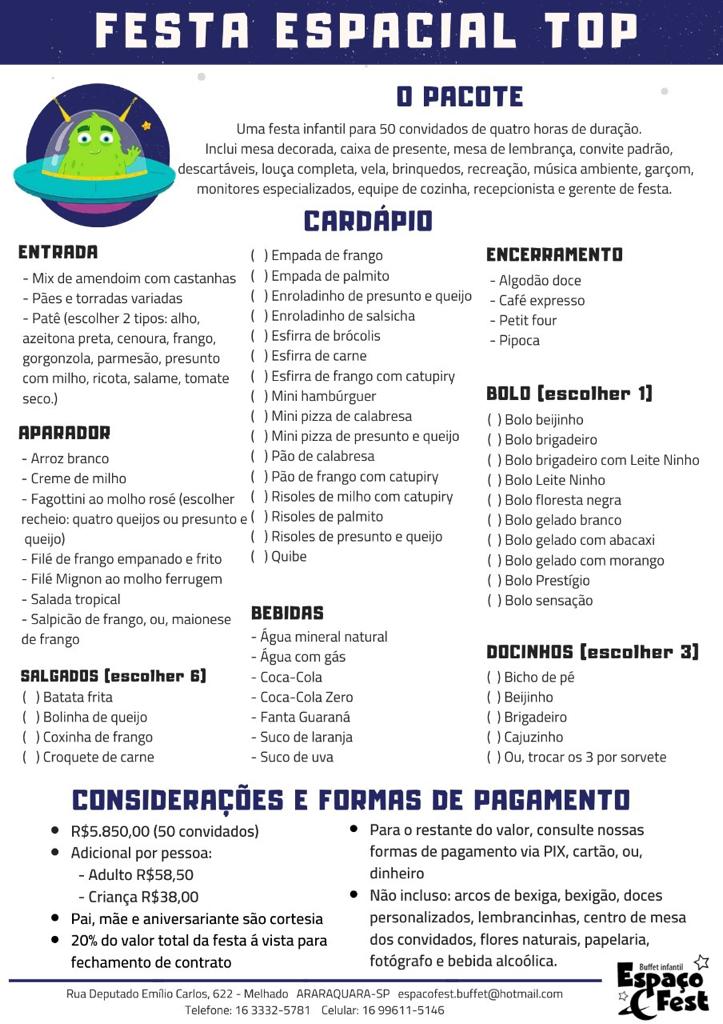 FESTA ESPACIAL TOP
O PACOTE
Uma festa infantil para 50 convidados de quatro horas de duração.
Inclui mesa decorada, caixa de presente, mesa de lembrança, convite padrão,
descartáveis, louça completa, vela, brinquedos, recreação, música ambiente, garçom,
monitores especializados, equipe de cozinha, recepcionista e gerente de festa.
CARDÁPIO
ENTRADA
- Mix de amendoim com castanhas
- Pães e torradas variadas
- Patê (escolher 2 tipos: alho,
azeitona preta, cenoura, frango,
gorgonzola, parmesão, presunto
com milho, ricota, salame, tomate
seco.)
APARADOR
- Arroz branco
- Creme de milho
- Fagottini ao molho rosé (escolher
recheio: quatro queijos ou presunto e
queijo)
- Filé de frango empanado e frito
- Filé Mignon ao molho ferrugem
- Salada tropical
- Salpicão de frango, ou, maionese
de frango
SALGADOS [escolher 6]
( ) Batata frita
( ) Bolinha de queijo
( ) Coxinha de frango
( ) Croquete de carne
( ) Empada de frango
( ) Empada de palmito
( ) Enroladinho de presunto e queijo
( ) Enroladinho de salsicha
( ) Esfirra de brócolis
( ) Esfirra de carne
( ) Esfirra de frango com catupiry
( ) Mini hambúrguer
( ) Mini pizza de calabresa
( ) Mini pizza de presunto e queijo
( ) Pão de calabresa
( ) Pão de frango com catupiry
( ) Risoles de milho com catupiry
( ) Risoles de palmito
( ) Risoles de presunto e queijo
( ) Quibe
BEBIDAS
- Água mineral natural
- Água com gás
- Coca-Cola
- Coca-Cola Zero
- Fanta Guaraná
- Suco de laranja
- Suco de uva
ENCERRAMENTO
- Algodão doce
- Café expresso
- Petit four
- Pipoca
BOLO [escolher 1]
( ) Bolo beijinho
( ) Bolo brigadeiro
( ) Bolo brigadeiro com Leite Ninho
( ) Bolo Leite Ninho
( ) Bolo floresta negra
( ) Bolo gelado branco
( ) Bolo gelado com abacaxi
( ) Bolo gelado com morango
( ) Bolo Prestígio
( ) Bolo sensação
DOCINHOS [escolher 3]
( ) Bicho de pé
( ) Beijinho
( ) Brigadeiro
( ) Cajuzinho
( ) Ou, trocar os 3 por sorvete
CONSIDERAÇÕES E FORMAS DE PAGAMENTO
• R$5.850,00 (50 convidados)
• Adicional por pessoa:
- Adulto R$58,50
- Criança R$38,00
• Pai, mãe e aniversariante são cortesia
• 20% do valor total da festa á vista para
fechamento de contrato
• Para o restante do valor, consulte nossas
formas de pagamento via PIX, cartão, ou,
dinheiro
• Não incluso: arcos de bexiga, bexigão, doces
personalizados, lembrancinhas, centro de mesa
dos convidados, flores naturais, papelaria,
fotógrafo e bebida alcoólica.
Rua Deputado Emílio Carlos, 622 - Melhado ARARAQUARA-SP espacofest.buffet@hotmail.com
Telefone: 16 3332-5781 Celular: 16 99611-5146
Buffet infantil
Espaço
Fest